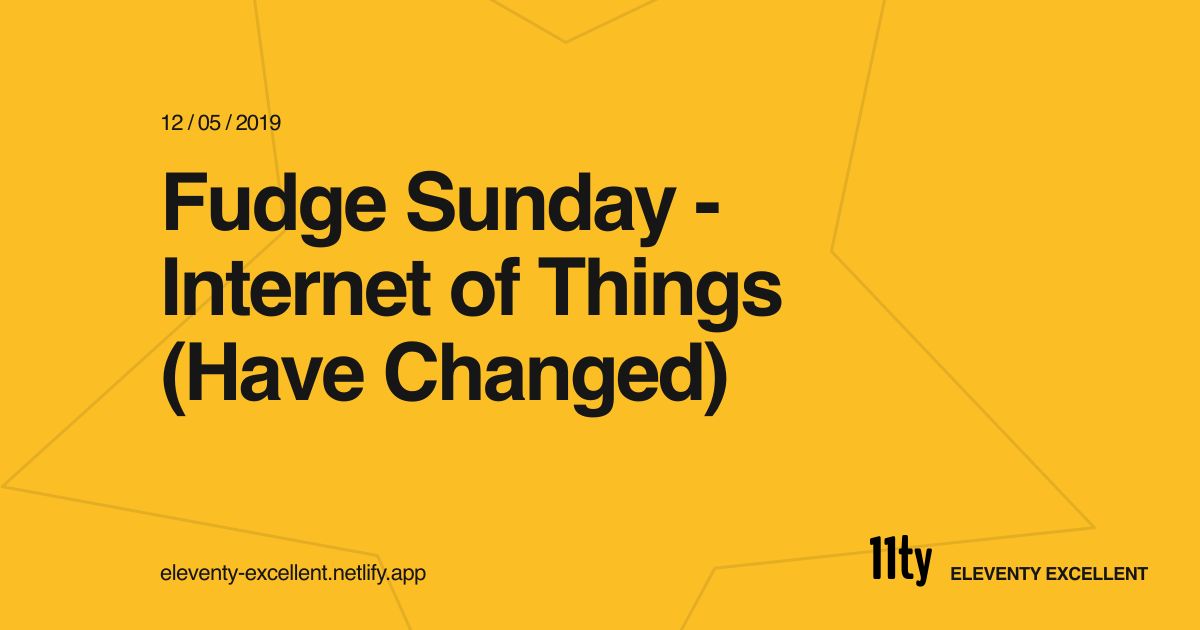 12 / 05 / 2019
Fudge Sunday -
Internet of Things
(Have Changed)
eleventy-excellent.netlify.app
11ty ELEVENTY EXCELLENT